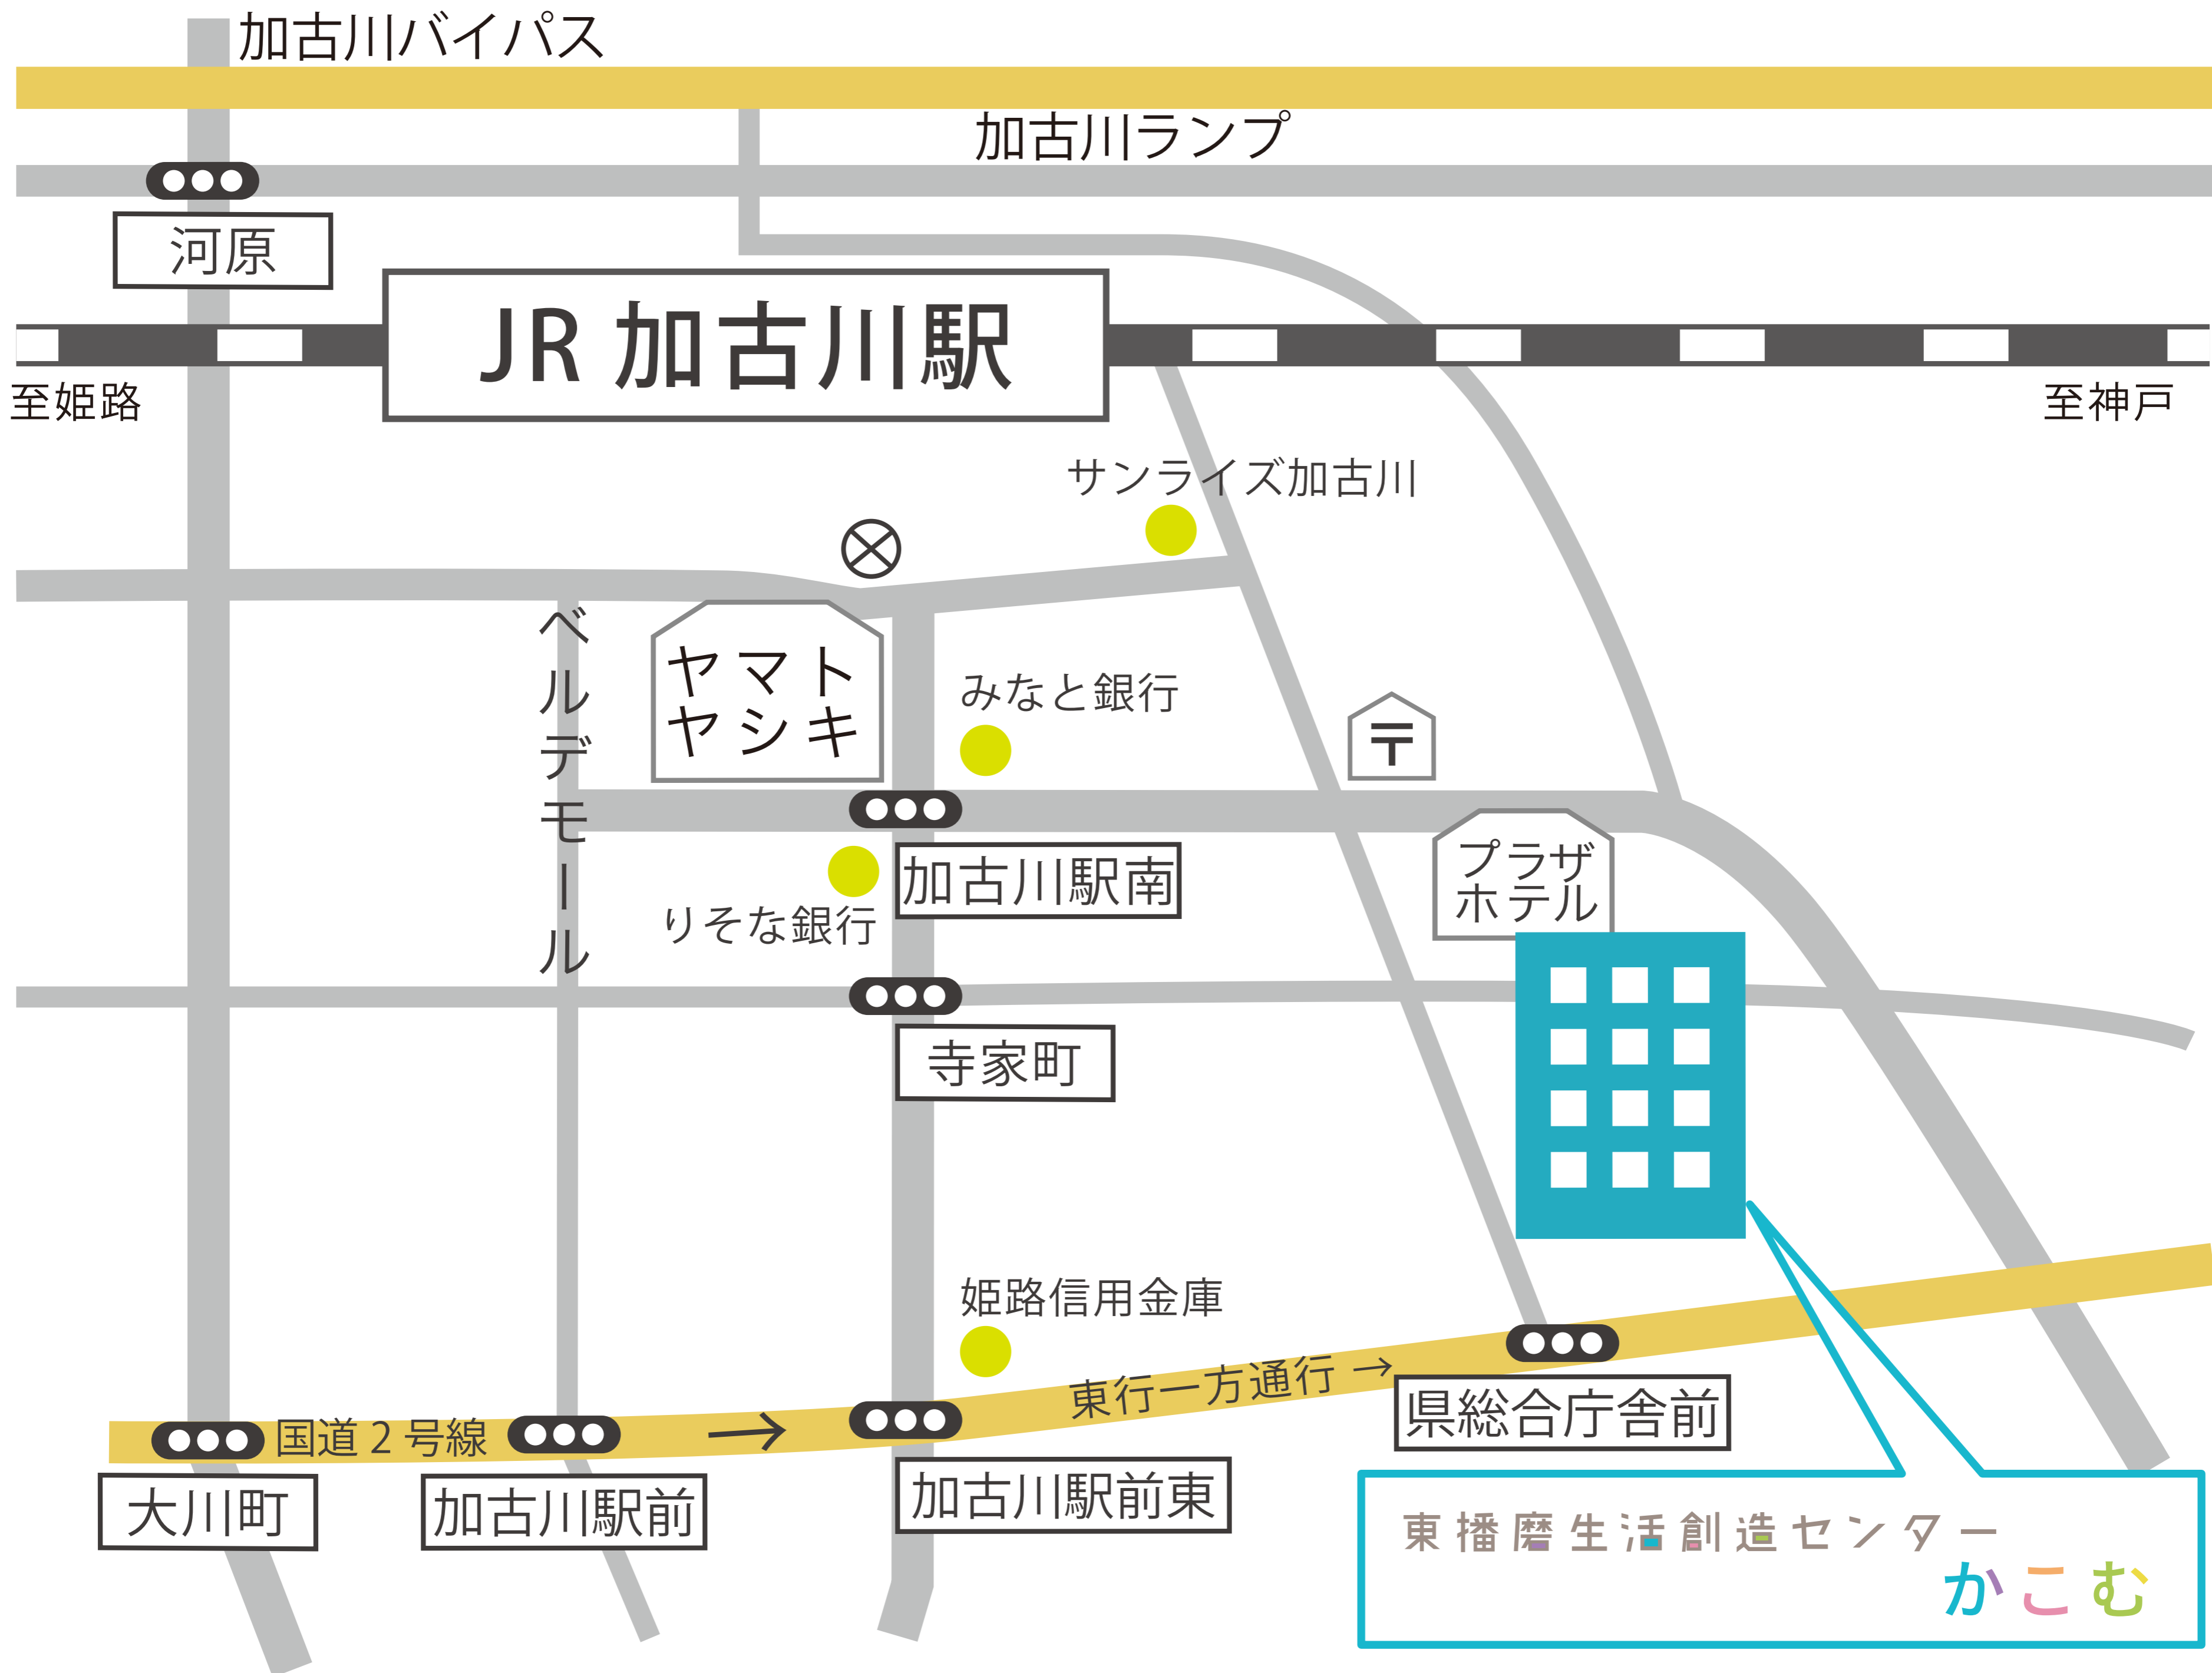 加古川バイパス
加古川ランプ
河原
JR 加古川駅
至姫路
至神戸
サンライズ加古川
ベルデモール
ヤマト
ヤシキ
みなと銀行
〒
加古川駅南
プラザ
ホテル
りそな銀行
寺家町
姫路信用金庫
東行一方通行 →
県総合庁舎前
国道 2 号線
→
大川町
加古川駅前
加古川駅前東
東播磨生活創造センター
かこむ